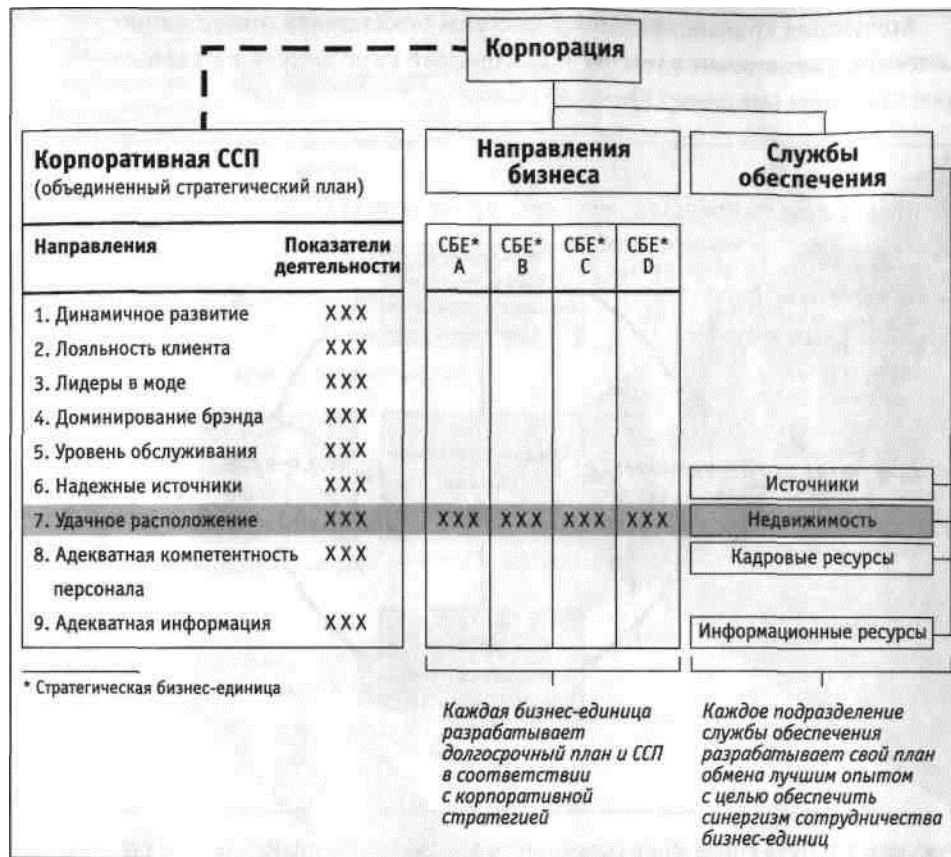 Корпорация
Корпоративная ССП
(объединенный стратегический план)
Направления
бизнеса
Службы
обеспечения
Направления
Показатели
деятельности
СБЕ* СБЕ* СБЕ* СБЕ*
A B C D
1. Динамичное развитие XXX
2. Лояльность клиента XXX
3. Лидеры в моде XXX
4. Доминирование брэнда XXX
5. Уровень обслуживания XXX
6. Надежные источники XXX
Источники
7. Удачное расположение XXX XXX XXX XXX XXX Недвижимость
8. Адекватная компетентность XXX
персонала
Кадровые ресурсы
9. Адекватная информация XXX
Информационные ресурсы
* Стратегическая бизнес-единица
Каждая бизнес-единица
разрабатывает
долгосрочный план и ССП
в соответствии
с корпоративной
стратегией
Каждое подразделение
службы обеспечения
разрабатывает свой план
обмена лучшим опытом
с целью обеспечить
синергизм сотрудничества
бизнес-единиц